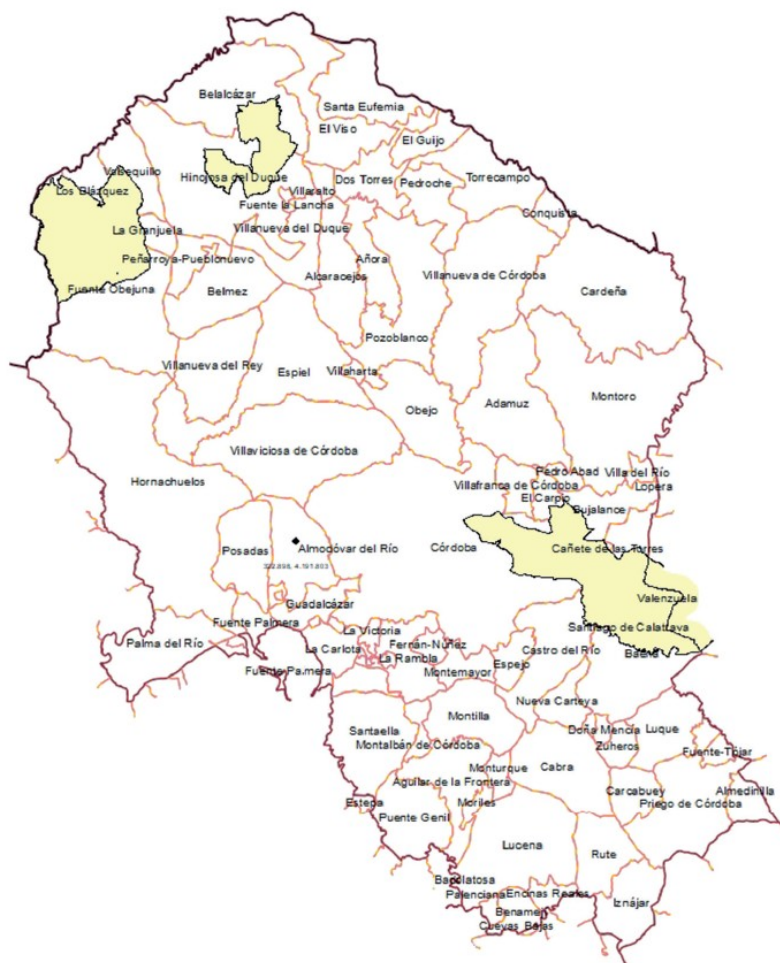 Belalcázar
Santa Eufemia
El Viso
El Guijo
Valsequillo
Hinojosa del Duque
Dos Torres
Pedroche
Torrecampo
Los Blázquez
Villaralto
Fuente la Lancha
Conquista
La Granjuela
Villanueva del Duque
Peñarroya-Pueblonuevo
Añora
Alcaracejos
Villanueva de Córdoba
Fuente Obejuna
Belmez
Cardeña
Pozoblanco
Villanueva del Rey
Espiel
Villaharta
Obejo
Adamuz
Montoro
Villaviciosa de Córdoba
Hornachuelos
Pedro Abad
Villa del Río
Villafranca de Córdoba
Lopera
El Carpio
Bujalance
Posadas
Almodóvar del Río
Córdoba
Cañete de las Torres
Guadalcázar
Valenzuela
Fuente Palmera
La Victoria
Santiago de Calatrava
Palma del Río
La Carlota
Fernán-Núñez
La Rambla
Espejo
Castro del Río
Baena
Fuente Palmera
Montemayor
Nueva Carteya
Montilla
Santaella
Doña Mencía
Luque
Montalbán de Córdoba
Zuheros
Fuente-Tójar
Monturque
Cabra
Aguilar de la Frontera
Carcabuey
Almedinilla
Estepa
Moriles
Priego de Córdoba
Puente Genil
Lucena
Rute
Badolatosa
Palenciana
Encinas Reales
Iznájar
Benamejí
Cuevas Bajas